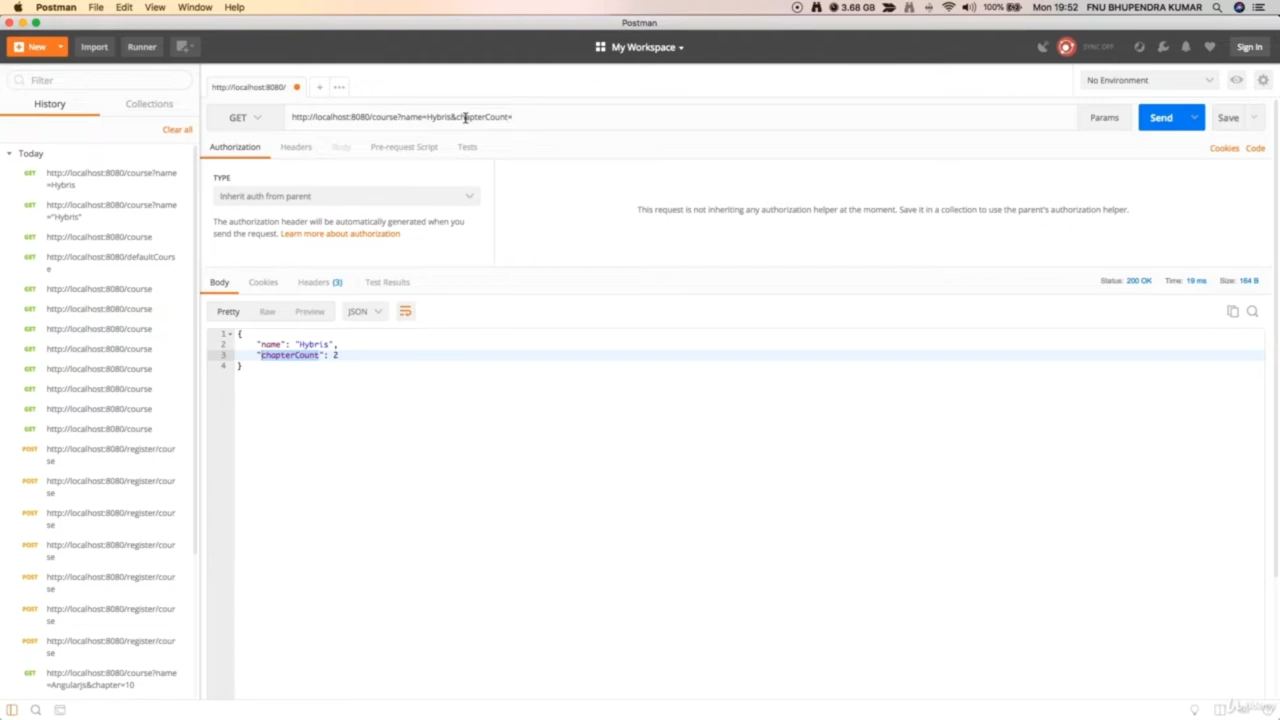 Postman File Edit View Window Help 3.68 GB 100% Mon 19:52 FNU BHUPENDRA KUMAR
Postman
New Import Runner My Workspace SYNC OFF Sign In
Filter
History Collections
Clear all
Today
GET http://localhost:8080/course?name
=Hybris
GET http://localhost:8080/course?name
="Hybris"
GET http://localhost:8080/course
GET http://localhost:8080/defaultCours
e
GET http://localhost:8080/course
GET http://localhost:8080/course
GET http://localhost:8080/course
GET http://localhost:8080/course
GET http://localhost:8080/course
GET http://localhost:8080/course
GET http://localhost:8080/course
GET http://localhost:8080/course
POST http://localhost:8080/register/cour
se
POST http://localhost:8080/register/cour
se
POST http://localhost:8080/register/cour
se
POST http://localhost:8080/register/cour
se
POST http://localhost:8080/register/cour
se
POST http://localhost:8080/register/cour
se
POST http://localhost:8080/register/cour
se
GET http://localhost:8080/course?name
=Angularjs&chapter=10
http://localhost:8080/ + ••• No Environment
GET http://localhost:8080/course?name=Hybris&chapterCount= Params Send Save
Authorization Headers Body Pre-request Script Tests Cookies Code
TYPE
Inherit auth from parent
The authorization header will be automatically generated when you
send the request. Learn more about authorization
This request is not inheriting any authorization helper at the moment. Save it in a collection to use the parent's authorization helper.
Body Cookies Headers (3) Test Results Status: 200 OK Time: 19 ms Size: 164 B
Pretty Raw Preview JSON
1 {
2 "name": "Hybris",
3 "chapterCount": 2
4 }